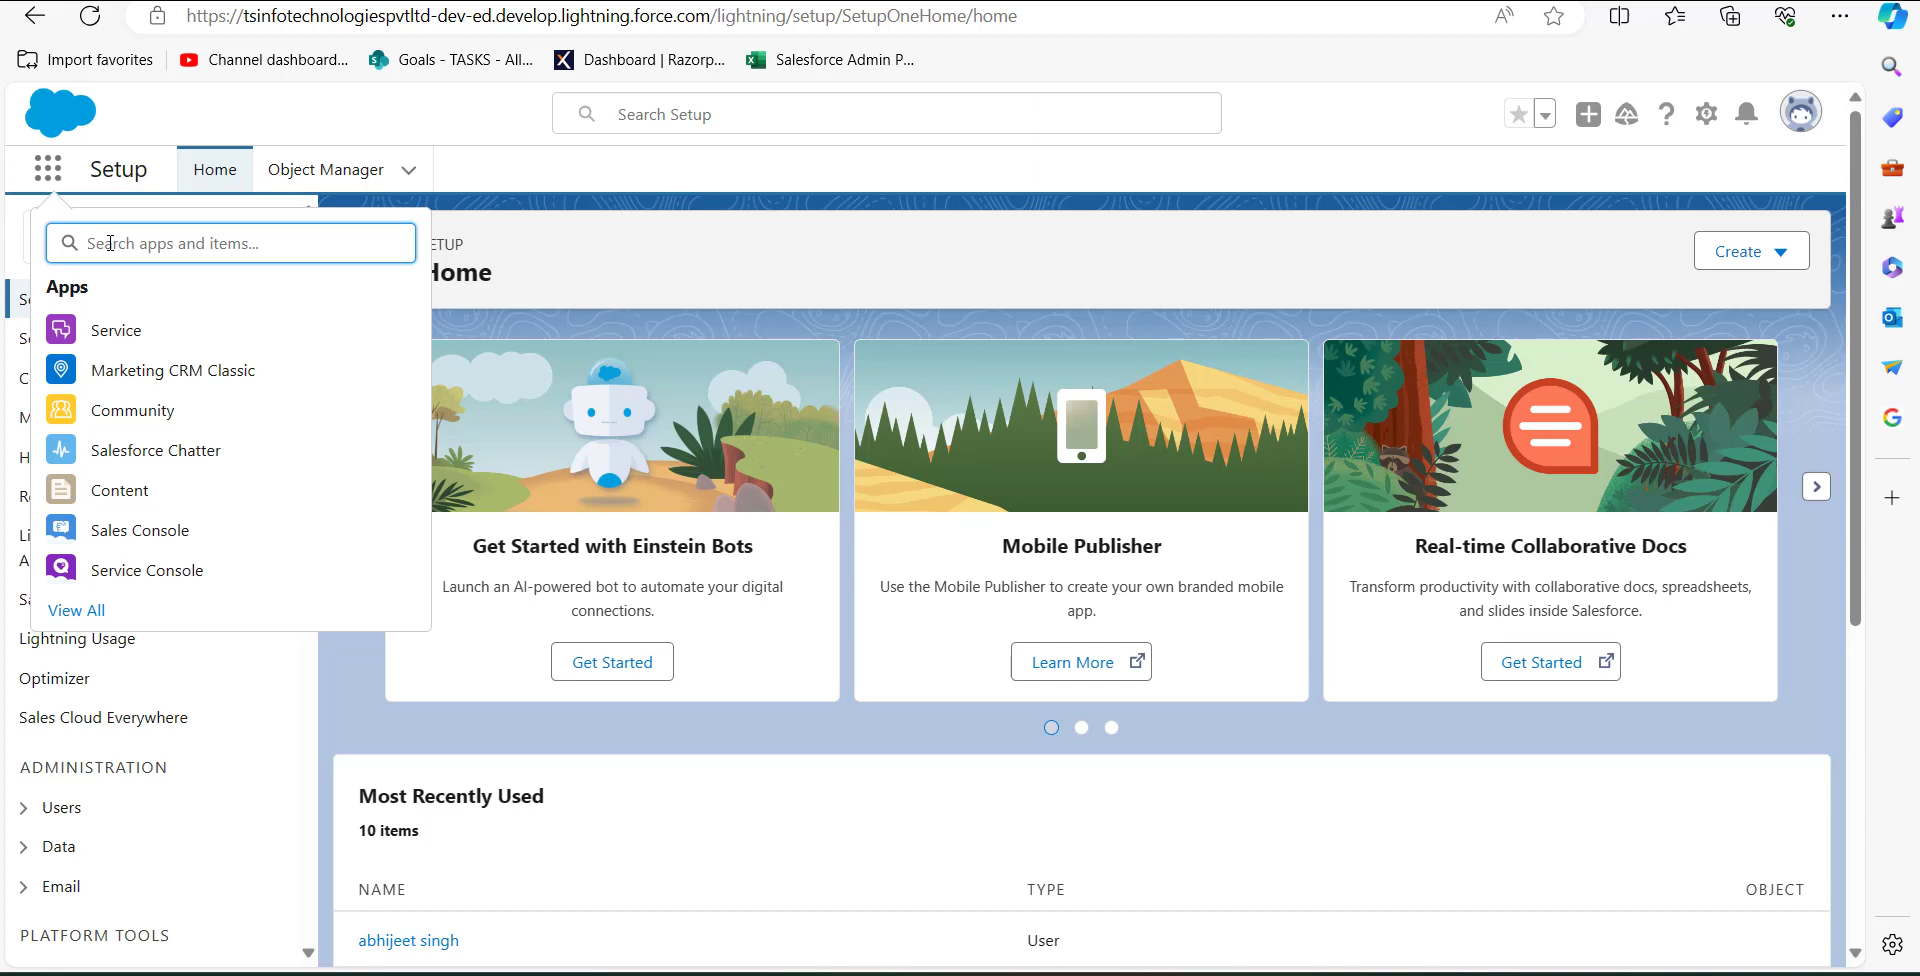 https://tsinfotechnologiespvtltd-dev-ed.develop.lightning.force.com/lightning/setup/SetupOneHome/home
Import favorites
Channel dashboard...
Goals - TASKS - All...
Dashboard | Razorp...
Salesforce Admin P...
Search Setup
Setup
Home
Object Manager
Search apps and items...
Apps
Service
Marketing CRM Classic
Community
Salesforce Chatter
Content
Sales Console
Service Console
View All
Lightning Usage
Optimizer
Sales Cloud Everywhere
ADMINISTRATION
Users
Data
Email
PLATFORM TOOLS
ETUP
Home
Create
Get Started with Einstein Bots
Launch an AI-powered bot to automate your digital
connections.
Get Started
Mobile Publisher
Use the Mobile Publisher to create your own branded mobile
app.
Learn More
Real-time Collaborative Docs
Transform productivity with collaborative docs, spreadsheets,
and slides inside Salesforce.
Get Started
Most Recently Used
10 items
NAME TYPE OBJECT
abhijeet singh User